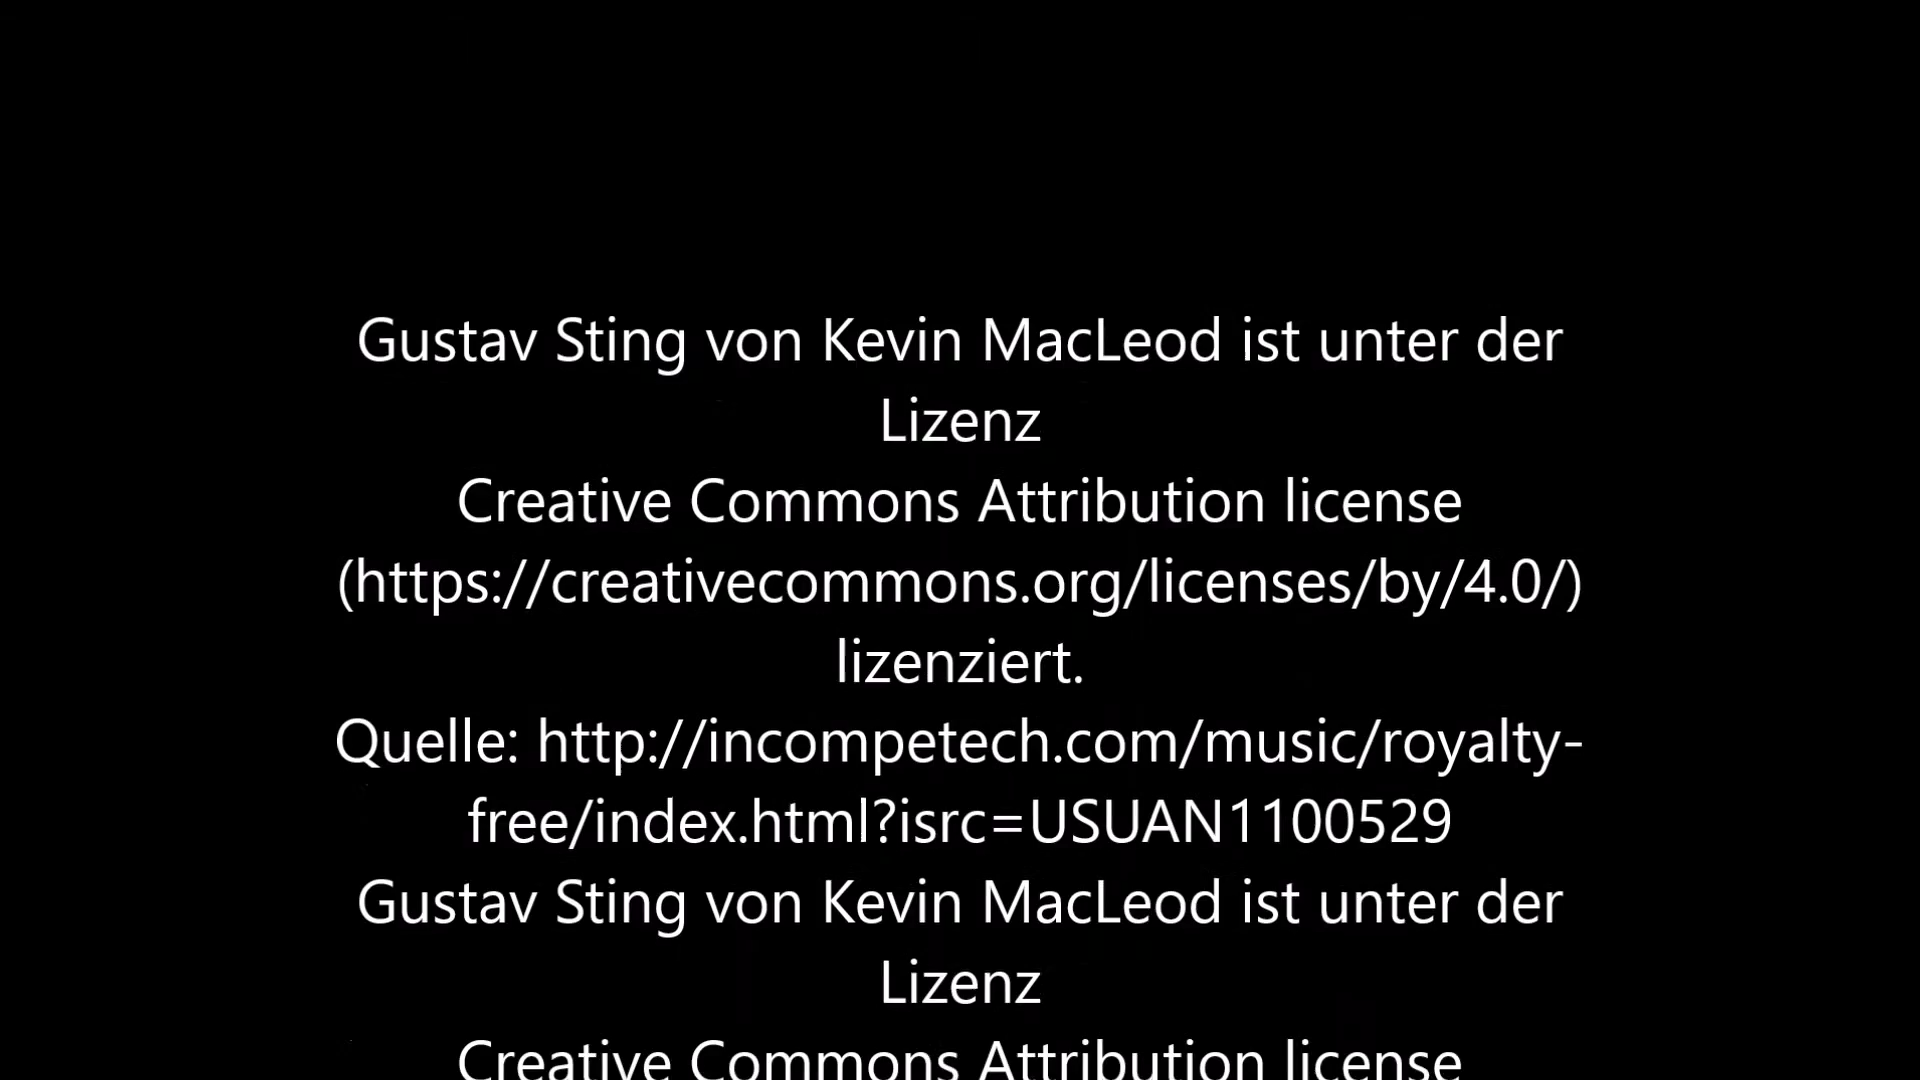 Gustav Sting von Kevin MacLeod ist unter der
Lizenz
Creative Commons Attribution license
(https://creativecommons.org/licenses/by/4.0/)
lizenziert.
Quelle: http://incompetech.com/music/royalty-
free/index.html?isrc=USUAN1100529
Gustav Sting von Kevin MacLeod ist unter der
Lizenz
Creative Commons Attribution license